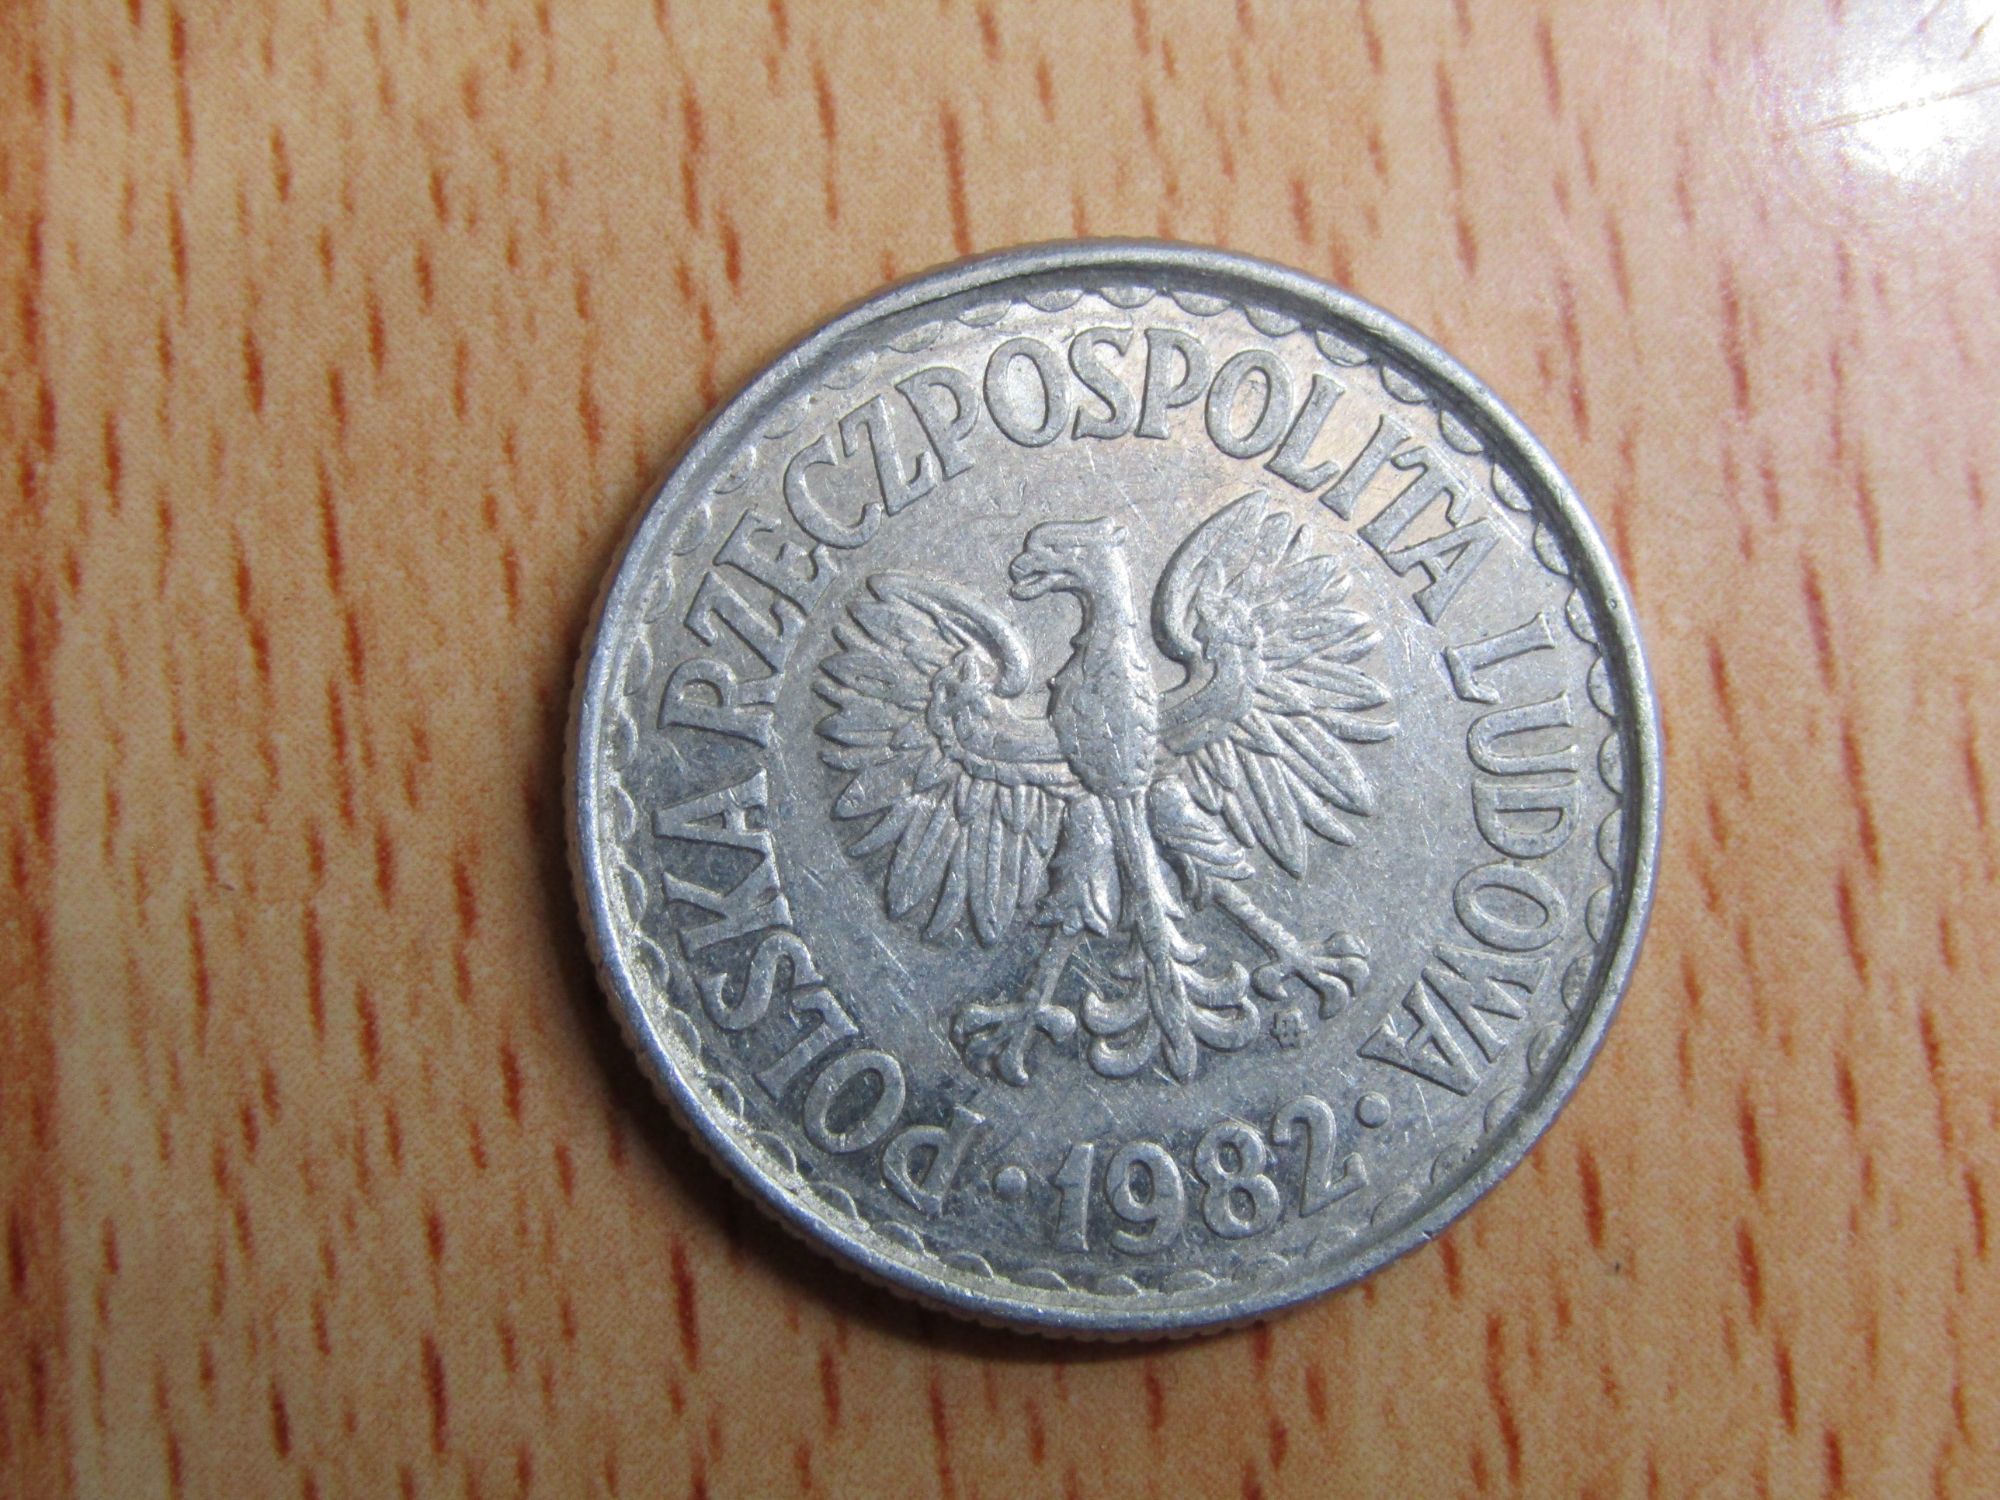 POLSKA RZECZPOSPOLITA LUDOWA
· 1982 ·